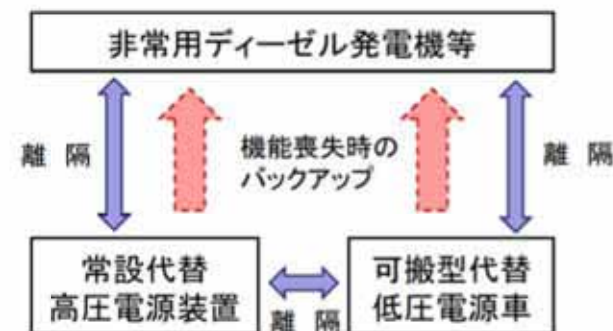 非常用ディーゼル発電機等
離 隔
機能喪失時の
バックアップ
離 隔
常設代替
高圧電源装置
離 隔
可搬型代替
低圧電源車